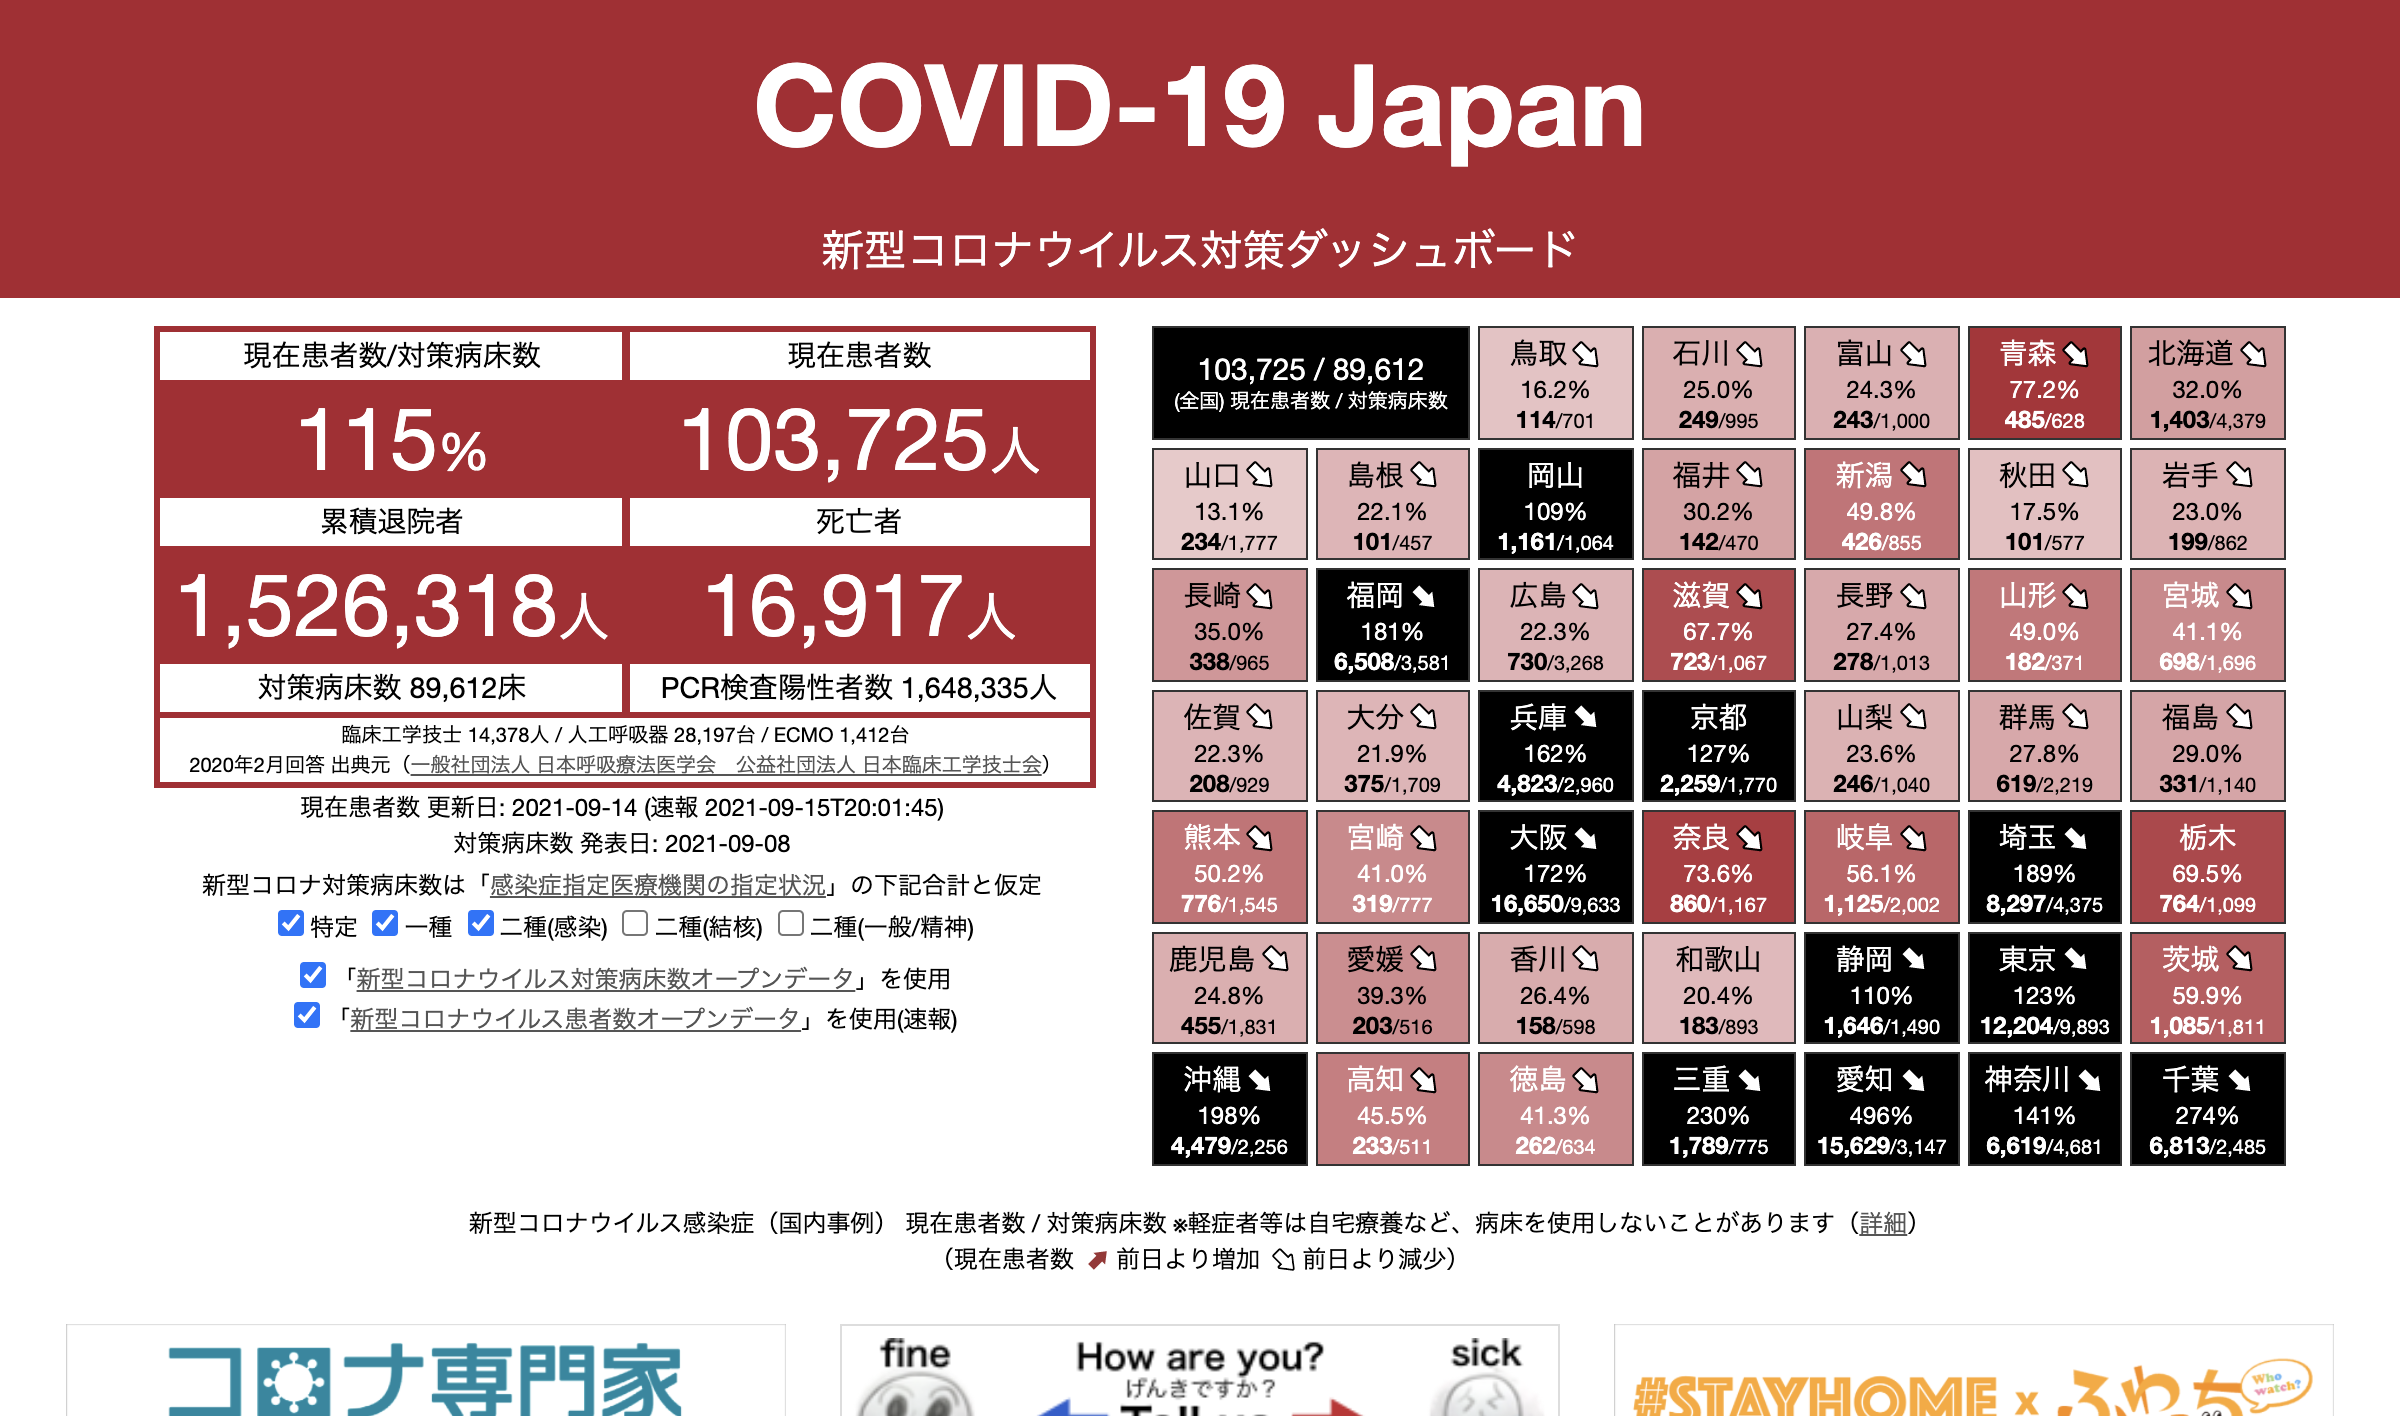 COVID-19 Japan
新型コロナウイルス対策ダッシュボード
現在患者数/対策病床数
現在患者数
115%
103,725人
累積退院者
死亡者
1,526,318人
16,917人
対策病床数 89,612床
PCR検査陽性者数 1,648,335人
臨床工学技士 14,378人 / 人工呼吸器 28,197台 / ECMO 1,412台
2020年2月回答 出典元（一般社団法人 日本呼吸療法医学会　公益社団法人 日本臨床工学技士会）
現在患者数 更新日: 2021-09-14 (速報 2021-09-15T20:01:45)
対策病床数 発表日: 2021-09-08
新型コロナ対策病床数は「感染症指定医療機関の指定状況」の下記合計と仮定
特定 一種 二種(感染) 二種(結核) 二種(一般/精神)
「新型コロナウイルス対策病床数オープンデータ」を使用
「新型コロナウイルス患者数オープンデータ」を使用(速報)
103,725 / 89,612
(全国) 現在患者数 / 対策病床数
鳥取
16.2%
114/701
石川
25.0%
249/995
富山
24.3%
243/1,000
青森
77.2%
485/628
北海道
32.0%
1,403/4,379
山口
13.1%
234/1,777
島根
22.1%
101/457
岡山
109%
1,161/1,064
福井
30.2%
142/470
新潟
49.8%
426/855
秋田
17.5%
101/577
岩手
23.0%
199/862
長崎
35.0%
338/965
福岡
181%
6,508/3,581
広島
22.3%
730/3,268
滋賀
67.7%
723/1,067
長野
27.4%
278/1,013
山形
49.0%
182/371
宮城
41.1%
698/1,696
佐賀
22.3%
208/929
大分
21.9%
375/1,709
兵庫
162%
4,823/2,960
京都
127%
2,259/1,770
山梨
23.6%
246/1,040
群馬
27.8%
619/2,219
福島
29.0%
331/1,140
熊本
50.2%
776/1,545
宮崎
41.0%
319/777
大阪
172%
16,650/9,633
奈良
73.6%
860/1,167
岐阜
56.1%
1,125/2,002
埼玉
189%
8,297/4,375
栃木
69.5%
764/1,099
鹿児島
24.8%
455/1,831
愛媛
39.3%
203/516
香川
26.4%
158/598
和歌山
20.4%
183/893
静岡
110%
1,646/1,490
東京
123%
12,204/9,893
茨城
59.9%
1,085/1,811
沖縄
198%
4,479/2,256
高知
45.5%
233/511
徳島
41.3%
262/634
三重
230%
1,789/775
愛知
496%
15,629/3,147
神奈川
141%
6,619/4,681
千葉
274%
6,813/2,485
新型コロナウイルス感染症（国内事例） 現在患者数 / 対策病床数 ※軽症者等は自宅療養など、病床を使用しないことがあります（詳細）
（現在患者数 前日より増加 前日より減少）
コロナ専門家
fine
How are you?
sick
げんきですか？
Tell us
#STAYHOME x ふわっち
Who watch?